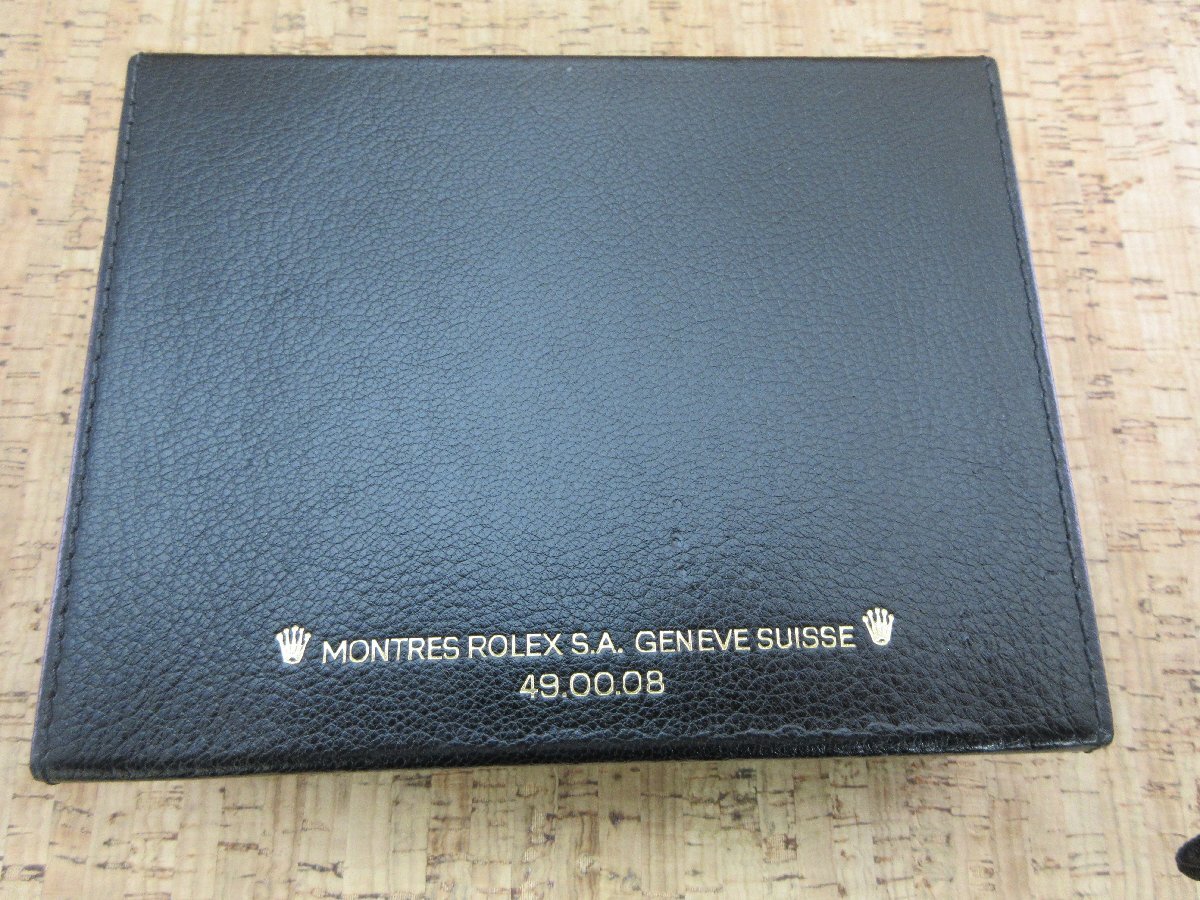 MONTRES ROLEX S.A. GENEVE SUISSE
49.00.08